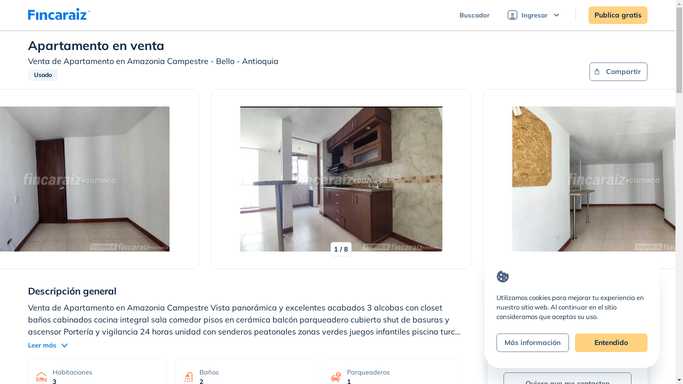 Fincaraiz
Buscador
Ingresar
Publica gratis
Apartamento en venta
Venta de Apartamento en Amazonia Campestre - Bello - Antioquia
Usado
Compartir
fincaraiz
fincaraiz
fincaraiz
1 / 8
Descripción general
Venta de Apartamento en Amazonia Campestre Vista panorámica y excelentes acabados 3 alcobas con closet
baños cabinados cocina integral sala comedor pisos en cerámica balcón parqueadero cubierto shut de basuras y
ascensor Portería y vigilancia 24 horas unidad con senderos peatonales zonas verdes juegos infantiles piscina turc...
Leer más
Habitaciones
3
Baños
2
Parqueaderos
1
Utilizamos cookies para mejorar tu experiencia en
nuestro sitio web. Al continuar en el sitio
consideramos que aceptas su uso.
Más información
Entendido
Quiero que me contacten